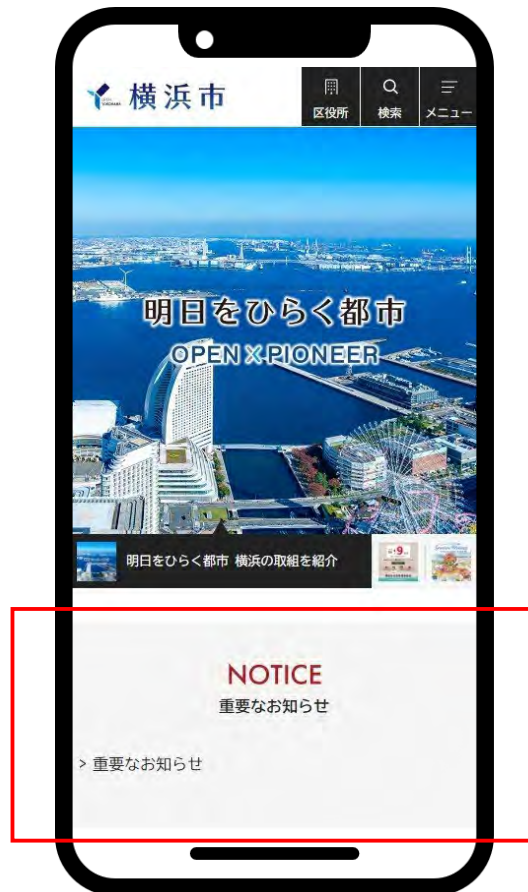 横浜市
区役所
検索
メニュー
明日をひらく都市
OPEN×PIONEER
明日をひらく都市 横浜の取組を紹介
NOTICE
重要なお知らせ
> 重要なお知らせ